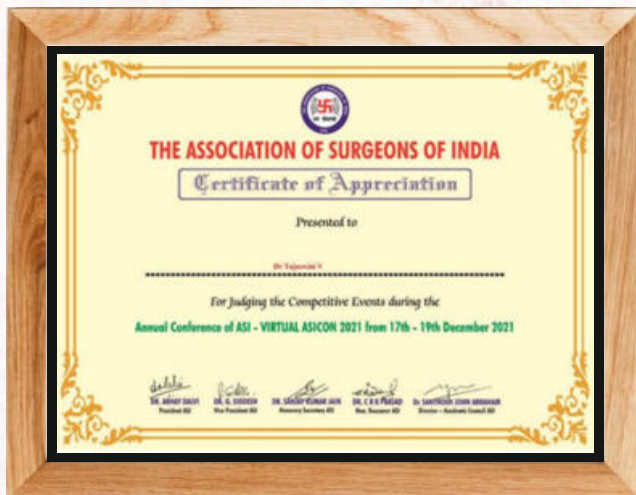 THE ASSOCIATION OF SURGEONS OF INDIA
Certificate of Appreciation
Presented to
Dr Tejaswini V
For Judging the Competitive Events during the
Annual Conference of ASI - VIRTUAL ASICON 2021 from 17th - 19th December 2021
DR. ABHAY DALVI DR. G. SIDDESH DR. SANJAY KUMAR JAIN DR. C R K PRASAD Dr SANTHOSH JOHN ABRAHAM
President ASI Vice President ASI Honorary Secretary ASI Hon. Treasurer ASI Director - Academic Council ASI